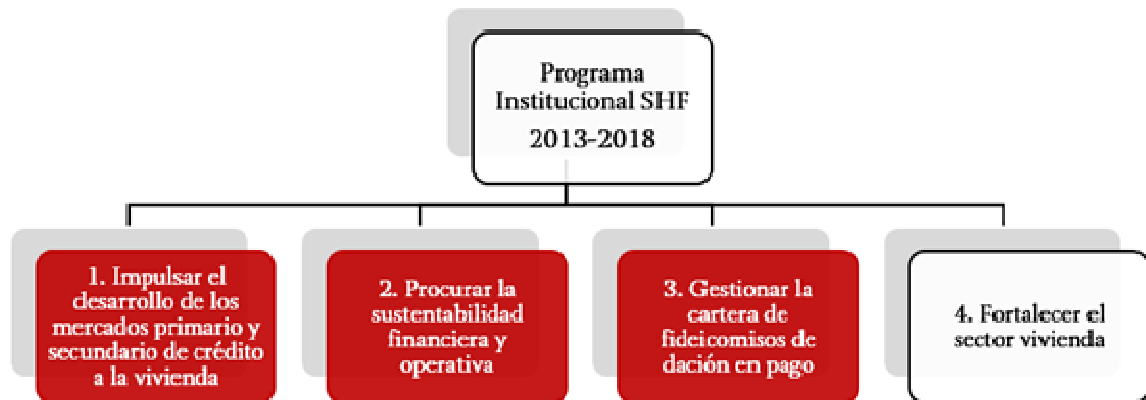 Programa
Institucional SHF
2013-2018
1. Impulsar el
desarrollo de los
mercados primario y
secundario de crédito
a la vivienda
2. Procurar la
sustentabilidad
financiera y
operativa
3. Gestionar la
cartera de
fideicomisos de
dación en pago
4. Fortalecer el
sector vivienda